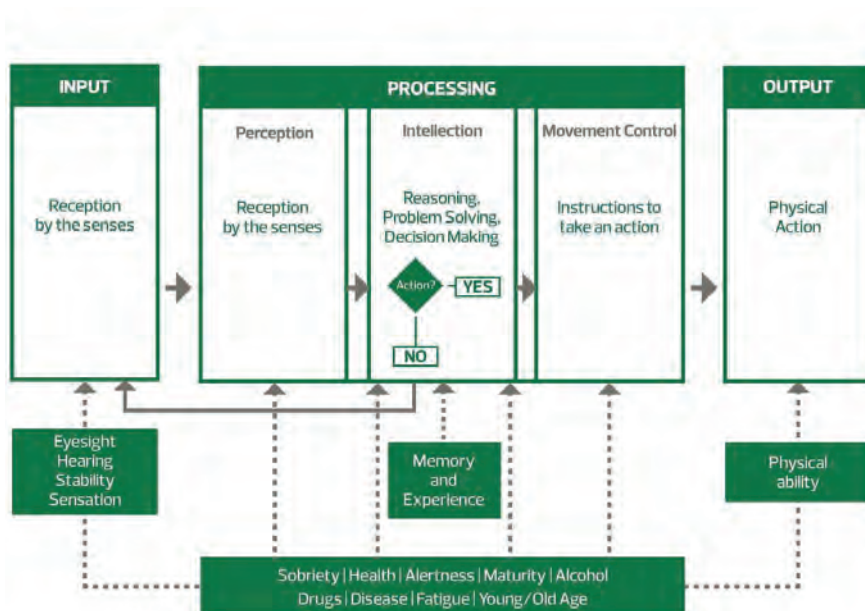 INPUT
PROCESSING
OUTPUT
Perception
Intellection
Movement Control
Reception
by the senses
Reception
by the senses
Reasoning,
Problem Solving,
Decision Making
Instructions to
take an action
Physical
Action
Action?
YES
NO
Eyesight
Hearing
Stability
Sensation
Memory
and
Experience
Physical
ability
Sobriety | Health | Alertness | Maturity | Alcohol
Drugs | Disease | Fatigue | Young/Old Age